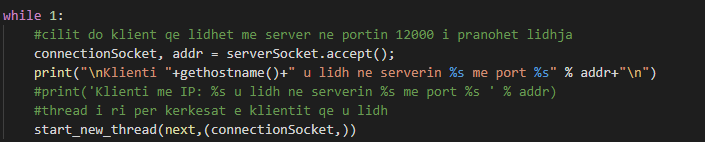 while 1:
#cilit do klient qe lidhet me server ne portin 12000 i pranohet lidhja
connectionSocket, addr = serverSocket.accept();
print("\nKlienti "+gethostname()+" u lidh ne serverin %s me port %s" % addr+"\n")
#print('Klienti me IP: %s u lidh ne serverin %s me port %s ' % addr)
#thread i ri per kerkesat e klientit qe u lidh
start_new_thread(next,(connectionSocket,))